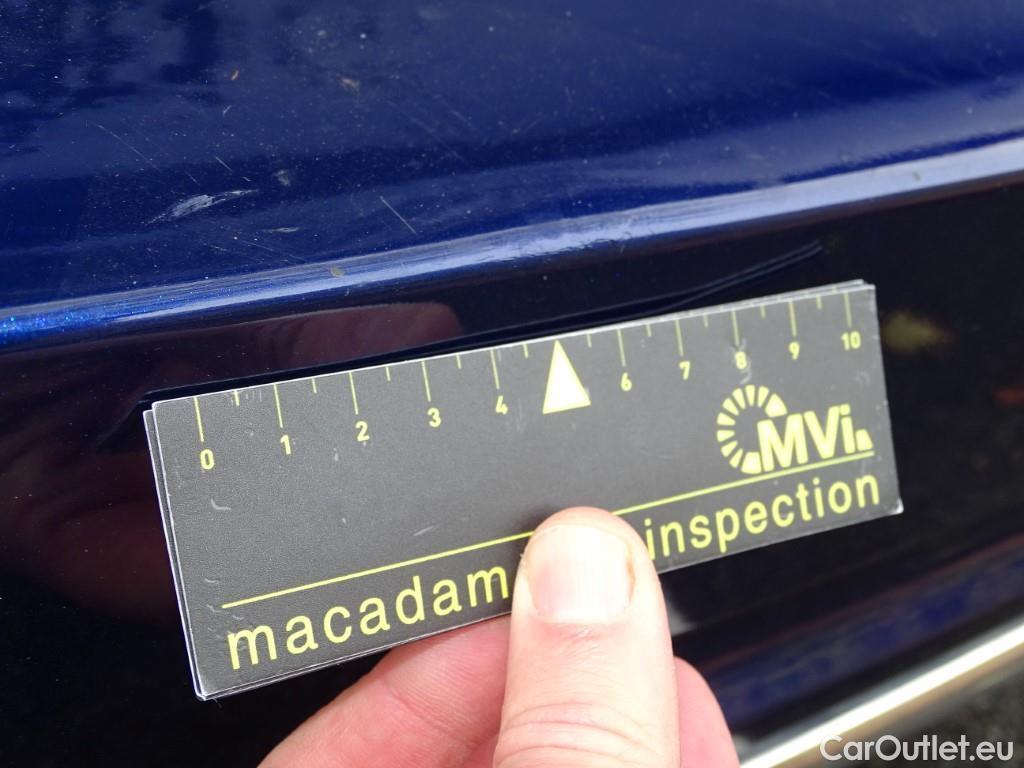 0 1 2 3 4 6 7 8 9 10
MVi
macadam inspection
CarOutlet.eu